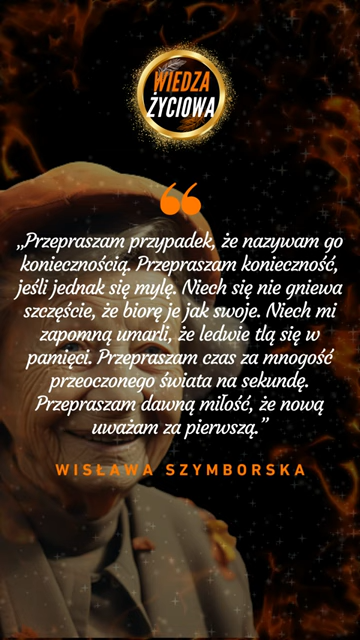 WIEDZA
ŻYCIOWA
„Przepraszam przypadek, że nazywam go
koniecznością. Przepraszam konieczność,
jeśli jednak się mylę. Niech się nie gniewa
szczęście, że biorę je jak swoje. Niech mi
zapomną umarli, że ledwie tlą się w
pamięci. Przepraszam czas za mnogość
przeoczonego świata na sekundę.
Przepraszam dawną miłość, że nową
uważam za pierwszą.”
WISŁAWA SZYMBORSKA